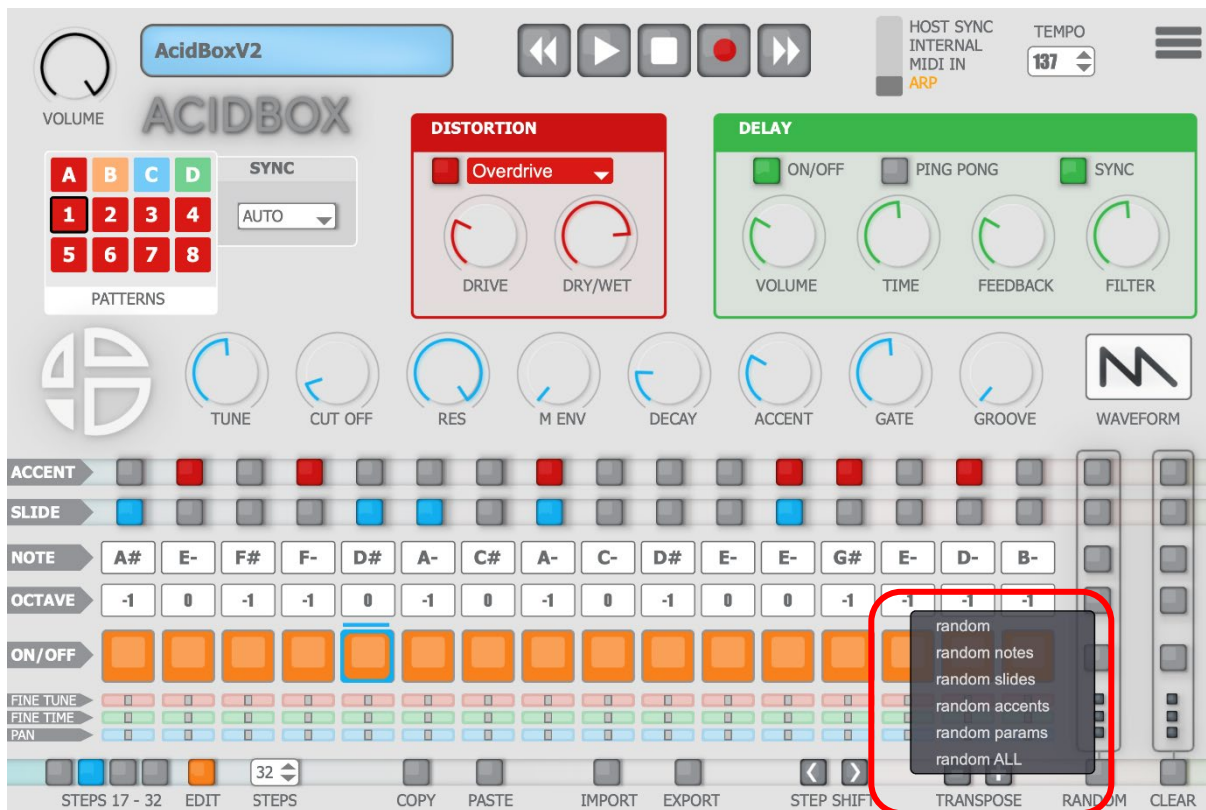 HOST SYNC
INTERNAL
MIDI IN
ARP
TEMPO
137
AcidBoxV2
VOLUME
ACIDBOX
DISTORTION
Overdrive
DRIVE DRY/WET
DELAY
ON/OFF PING PONG SYNC
VOLUME TIME FEEDBACK FILTER
A B C D
1 2 3 4
5 6 7 8
PATTERNS
SYNC
AUTO
TUNE CUT OFF RES M ENV DECAY ACCENT GATE GROOVE WAVEFORM
ACCENT
SLIDE
NOTE A# E- F# F- D# A- C# A- C- D# E- E- G# E- D- B-
OCTAVE -1 0 -1 -1 0 -1 0 -1 0 -1 0 0 -1 -1 -1 -1
ON/OFF
FINE TUNE
FINE TIME
PAN
random
random notes
random slides
random accents
random params
random ALL
32
STEPS 17 - 32 EDIT STEPS COPY PASTE IMPORT EXPORT STEP SHIFT TRANSPOSE RANDOM CLEAR